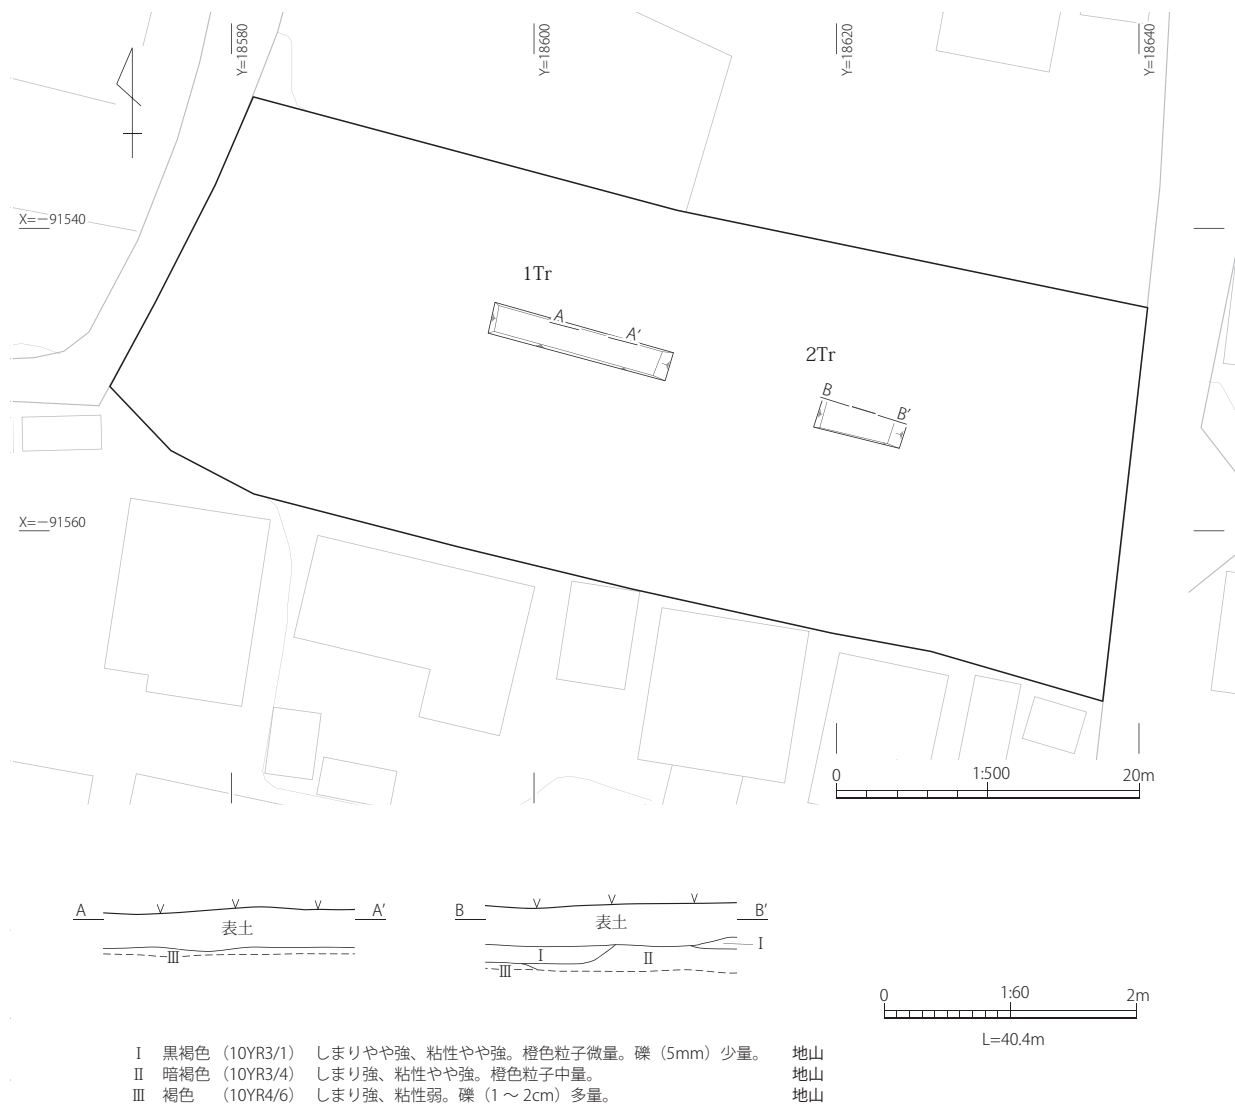 Y=18580
Y=18600
Y=18620
Y=18640
X=−91540
1Tr
A
A′
2Tr
B
B′
X=−91560
0 1:500 20m
A A′
表土
Ⅲ
B B′
表土
Ⅰ
Ⅰ
Ⅱ
Ⅲ
0 1:60 2m
L=40.4m
Ⅰ 黒褐色 (10YR3/1) しまりやや強、粘性やや強。橙色粒子微量。礫(5mm)少量。 地山
Ⅱ 暗褐色 (10YR3/4) しまり強、粘性やや強。橙色粒子中量。 地山
Ⅲ 褐色 (10YR4/6) しまり強、粘性弱。礫(1～2cm)多量。 地山